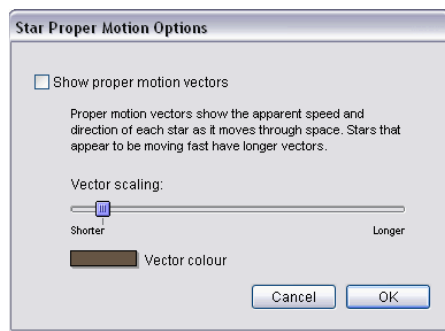 Star Proper Motion Options
Show proper motion vectors
Proper motion vectors show the apparent speed and
direction of each star as it moves through space. Stars that
appear to be moving fast have longer vectors.
Vector scaling:
Shorter Longer
Vector colour
Cancel OK